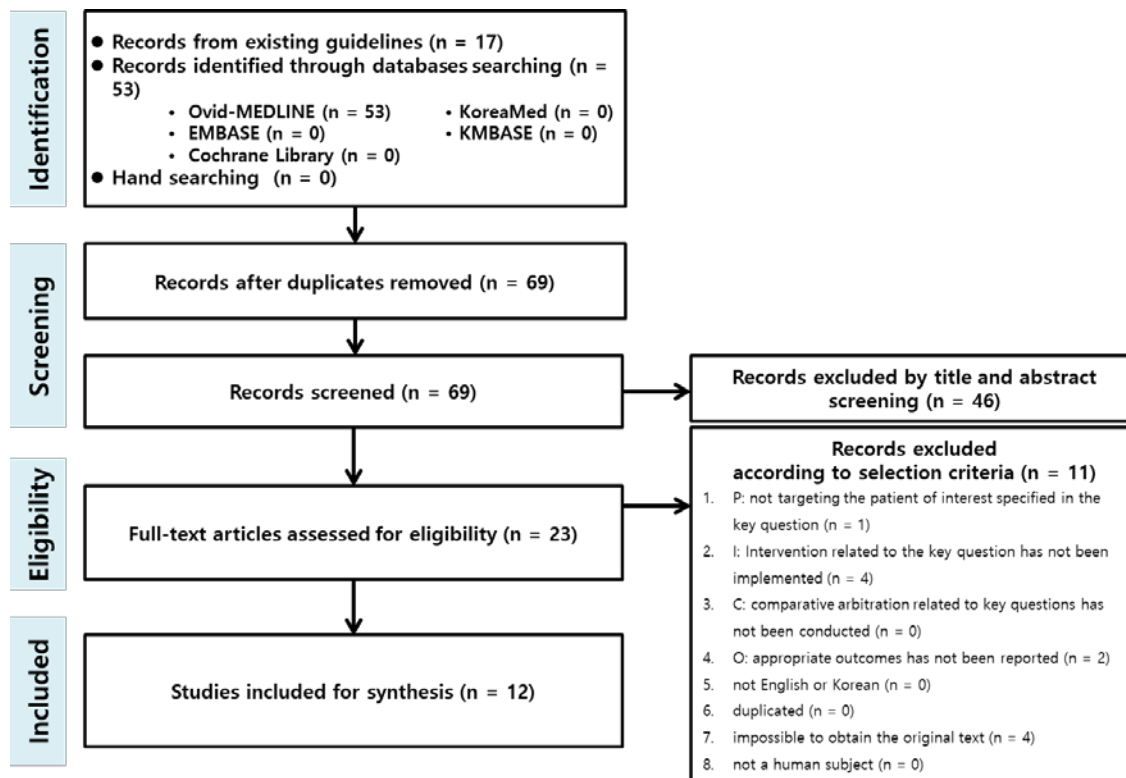 Identification
● Records from existing guidelines (n = 17)
● Records identified through databases searching (n =
53)
• Ovid-MEDLINE (n = 53)
• KoreaMed (n = 0)
• EMBASE (n = 0)
• KMBASE (n = 0)
• Cochrane Library (n = 0)
● Hand searching (n = 0)
Screening
Records after duplicates removed (n = 69)
Records screened (n = 69)
Records excluded by title and abstract
screening (n = 46)
Eligibility
Full-text articles assessed for eligibility (n = 23)
Records excluded
according to selection criteria (n = 11)
1. P: not targeting the patient of interest specified in the
key question (n = 1)
2. I: Intervention related to the key question has not been
implemented (n = 4)
3. C: comparative arbitration related to key questions has
not been conducted (n = 0)
4. O: appropriate outcomes has not been reported (n = 2)
5. not English or Korean (n = 0)
6. duplicated (n = 0)
7. impossible to obtain the original text (n = 4)
8. not a human subject (n = 0)
Included
Studies included for synthesis (n = 12)